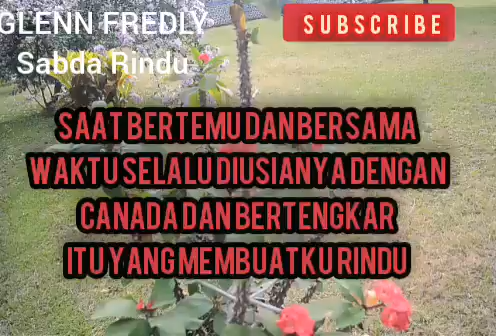 GLENN FREDLY
SUBSCRIBE
Sabda Rindu
SAAT BERTEMU DAN BERSAMA
WAKTU SELALU DIUSIANYA DENGAN
CANADA DAN BERTENGKAR
ITU YANG MEMBUATKU RINDU